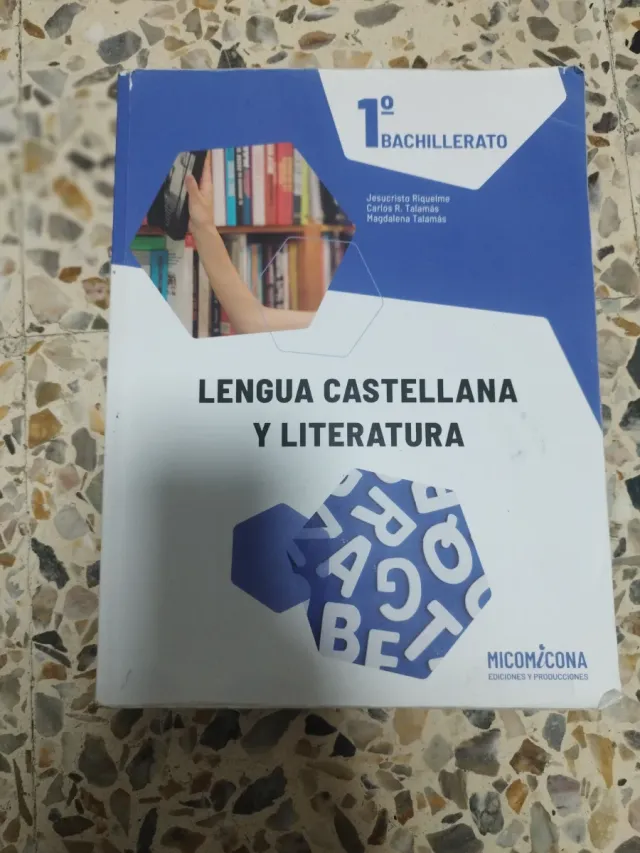 1º
BACHILLERATO
Jesucristo Riquelme
Carlos R. Talamás
Magdalena Talamás
LENGUA CASTELLANA
Y LITERATURA
MICOMiCONA
EDICIONES Y PRODUCCIONES